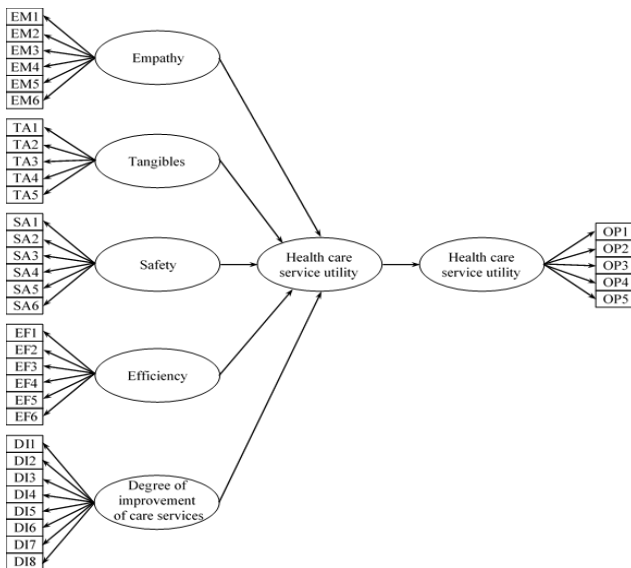 EM1
EM2
EM3
EM4
EM5
EM6
Empathy
TA1
TA2
TA3
TA4
TA5
Tangibles
SA1
SA2
SA3
SA4
SA5
SA6
Safety
Health care
service utility
Health care
service utility
OP1
OP2
OP3
OP4
OP5
EF1
EF2
EF3
EF4
EF5
EF6
Efficiency
DI1
DI2
DI3
DI4
DI5
DI6
DI7
DI8
Degree of
improvement
of care services